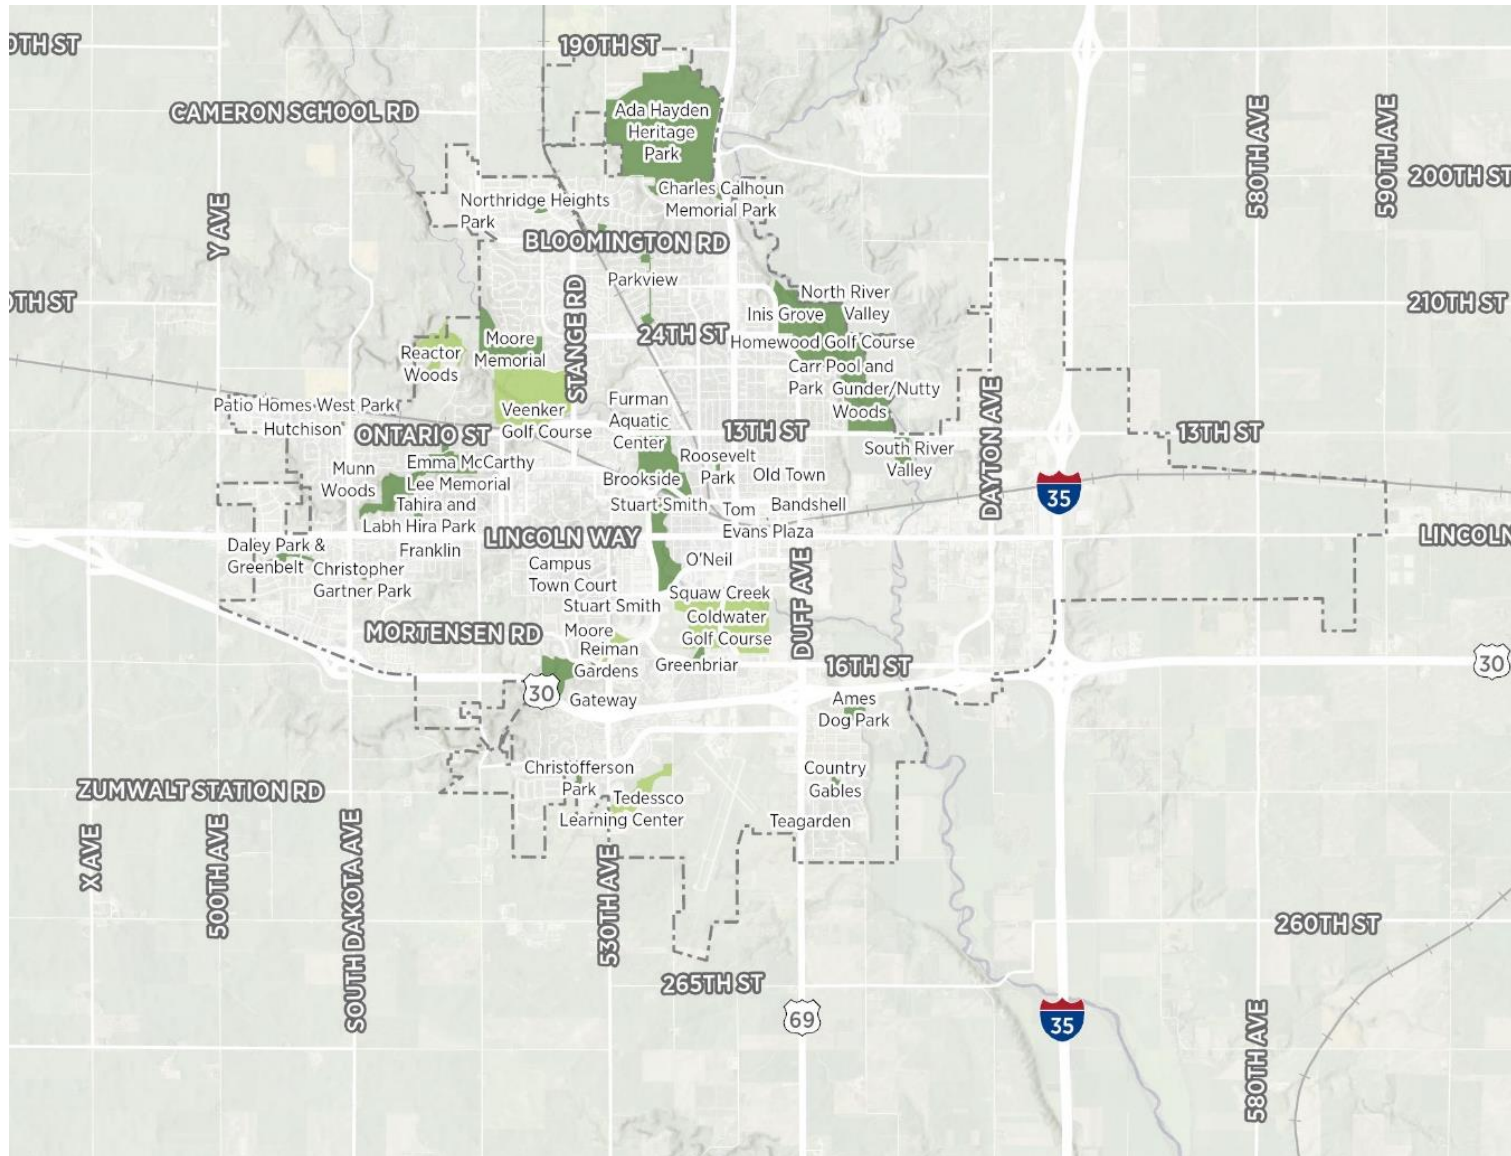 0TH ST
190TH ST
CAMERON SCHOOL RD
Ada Hayden
Heritage
Park
580TH AVE
590TH AVE
200TH ST
Y AVE
Northridge Heights
Park
Charles Calhoun
Memorial Park
BLOOMINGTON RD
Parkview
STANGE RD
0TH ST
North River
Valley
Inis Grove
210TH ST
24TH ST
Homewood Golf Course
Moore
Memorial
Reactor
Woods
Carr Pool and
Park
Gunder/Nutty
Woods
DAYTON AVE
Patio Homes West Park
Hutchison
Veenker
Golf Course
Furman
Aquatic
Center
ONTARIO ST
13TH ST
13TH ST
South River
Valley
Munn
Woods
Emma McCarthy
Lee Memorial
Roosevelt
Park
Old Town
Brookside
Tahira and
Labh Hira Park
Stuart Smith
Tom
Evans Plaza
Bandshell
35
LINCOLN WAY
LINCOLN
Daley Park &
Greenbelt
Franklin
Christopher
Gartner Park
Campus
Town Court
O'Neil
DUFF AVE
Stuart Smith
Squaw Creek
Coldwater
Golf Course
MORTENSEN RD
Moore
Reiman
Gardens
Greenbriar
16TH ST
30
30
Gateway
Ames
Dog Park
Christofferson
Park
Country
Gables
ZUMWALT STATION RD
Tedessco
Learning Center
Teagarden
X AVE
500TH AVE
SOUTH DAKOTA AVE
530TH AVE
260TH ST
265TH ST
69
35
580TH AVE